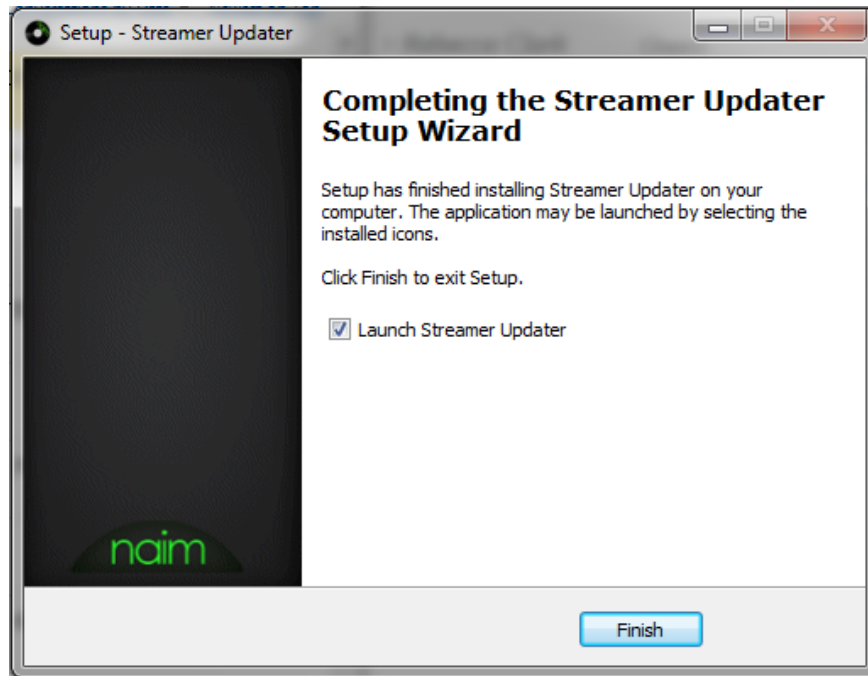 Setup - Streamer Updater
Completing the Streamer Updater
Setup Wizard
Setup has finished installing Streamer Updater on your
computer. The application may be launched by selecting the
installed icons.
Click Finish to exit Setup.
Launch Streamer Updater
naim
Finish